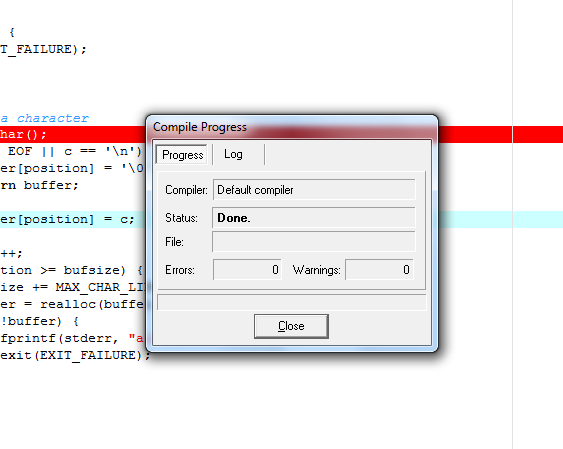 {
T_FAILURE);
a character
har();
EOF || c == '\n')
er[position] = '\0
rn buffer;
er[position] = c;
++;
tion >= bufsize) {
size += MAX_CHAR_LI
er = realloc(buffe
!buffer) {
fprintf(stderr, "a
exit(EXIT_FAILURE);
Compile Progress
Progress Log
Compiler: Default compiler
Status: Done.
File:
Errors: 0 Warnings: 0
Close